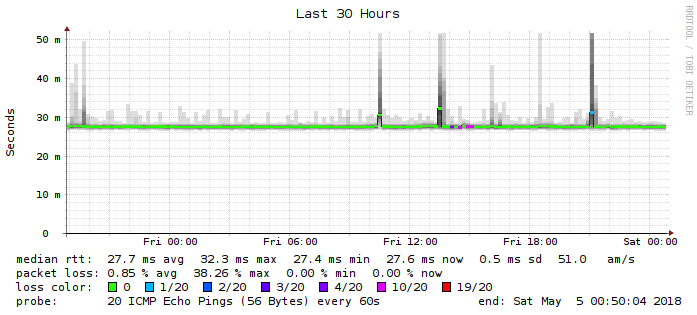 Last 30 Hours
RRDTOOL / TOBI OETIKER
Seconds
50 m
40 m
30 m
20 m
10 m
0
Fri 00:00 Fri 06:00 Fri 12:00 Fri 18:00 Sat 00:00
median rtt: 27.7 ms avg 32.3 ms max 27.4 ms min 27.6 ms now 0.5 ms sd 51.0 am/s
packet loss: 0.85 % avg 38.26 % max 0.00 % min 0.00 % now
loss color: 0 1/20 2/20 3/20 4/20 10/20 19/20
probe: 20 ICMP Echo Pings (56 Bytes) every 60s end: Sat May 5 00:50:04 2018